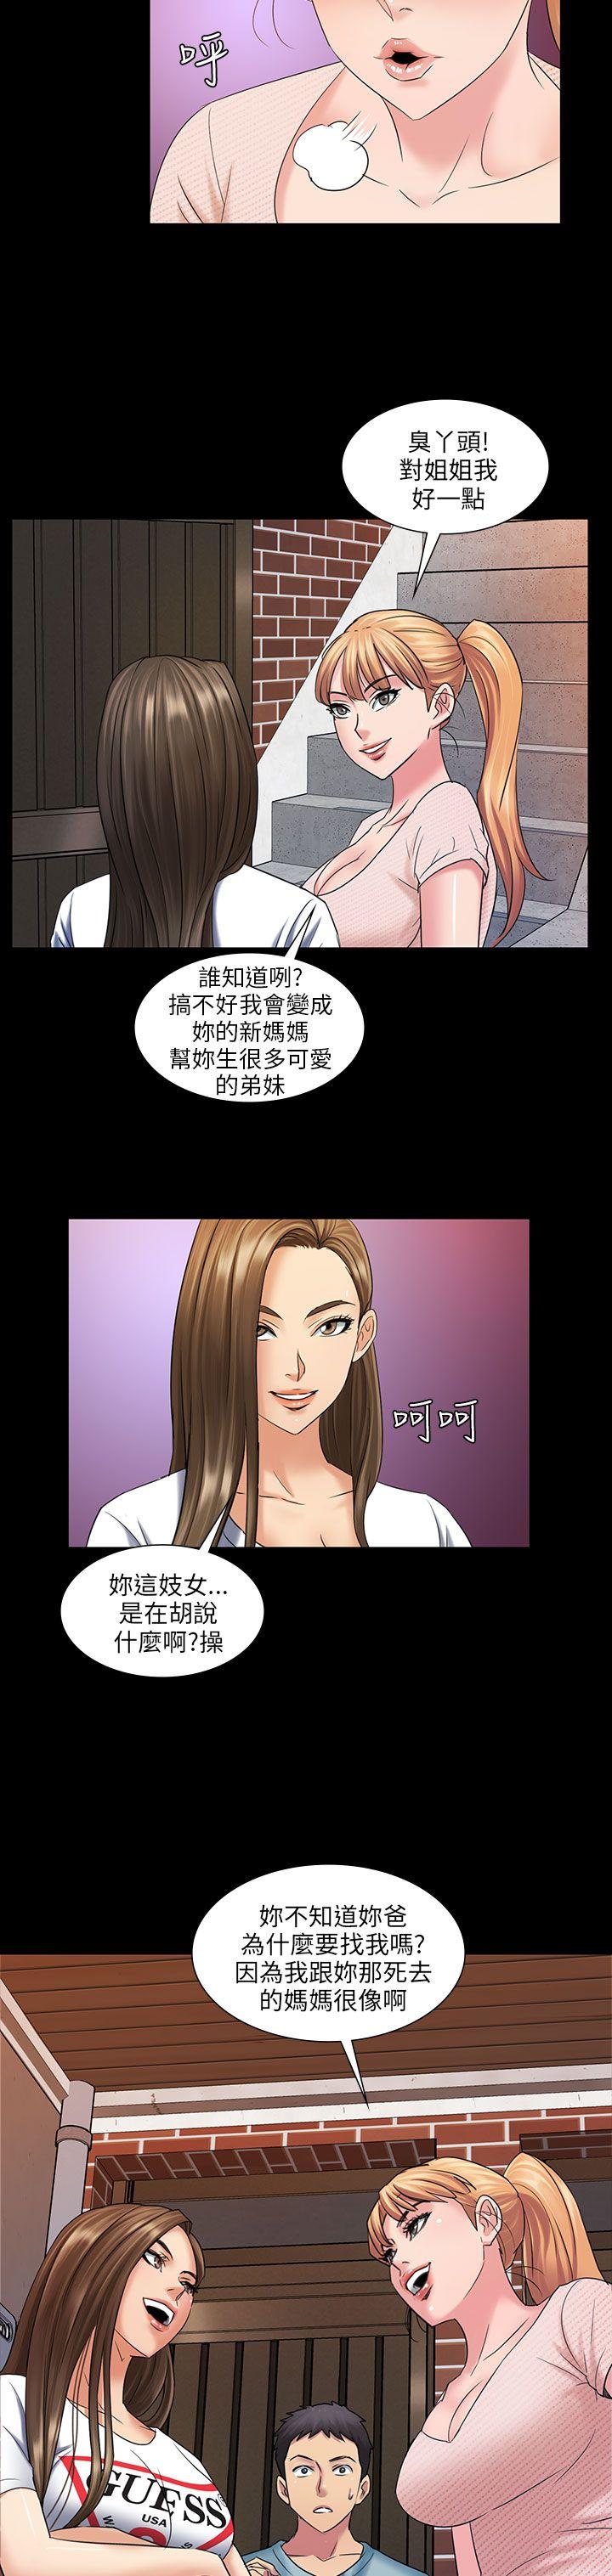 呼
臭丫頭!
對姐姐我
好一點
誰知道咧?
搞不好我會變成
妳的新媽媽
幫妳生很多可愛
的弟妹
呵呵
妳這妓女...
是在胡說
什麼啊?操
妳不知道妳爸
為什麼要找我嗎?
因為我跟妳那死去
的媽媽很像啊
GUESS
USA